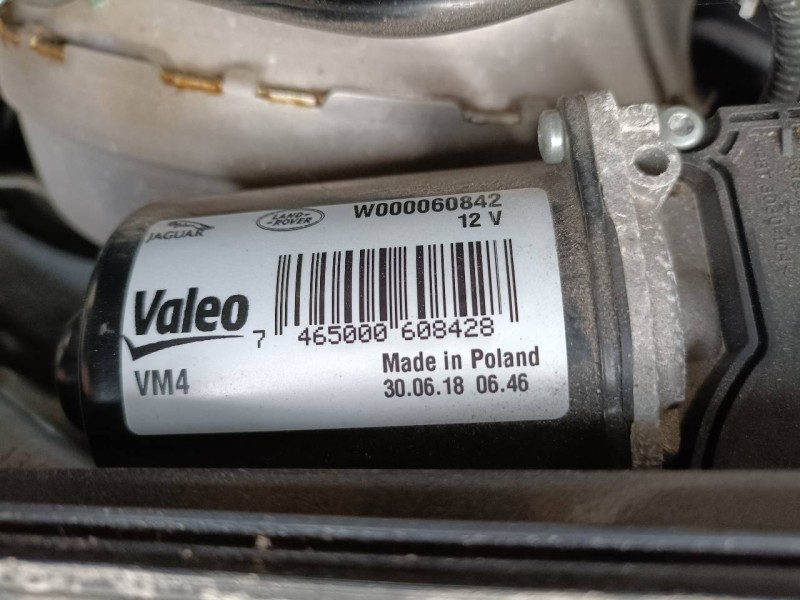 JAGUAR
LAND-
-ROVER
W000060842
12 V
Valeo
7 465000 608428
VM4
Made in Poland
30.06.18 06.46